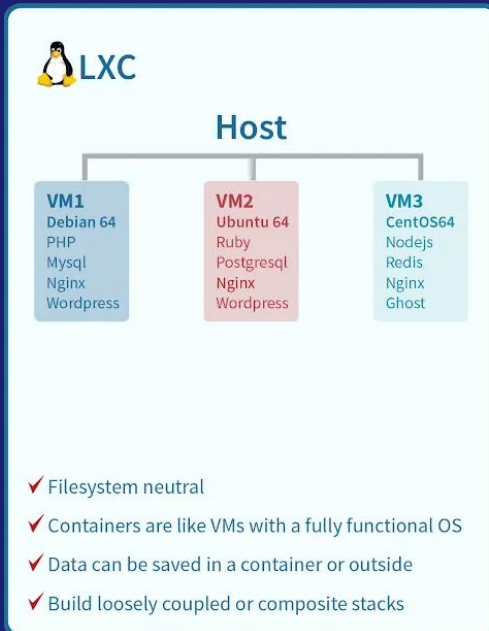 LXC
Host
VM1
Debian 64
PHP
Mysql
Nginx
Wordpress
VM2
Ubuntu 64
Ruby
Postgresql
Nginx
Wordpress
VM3
CentOS64
Nodejs
Redis
Nginx
Ghost
Filesystem neutral
Containers are like VMs with a fully functional OS
Data can be saved in a container or outside
Build loosely coupled or composite stacks